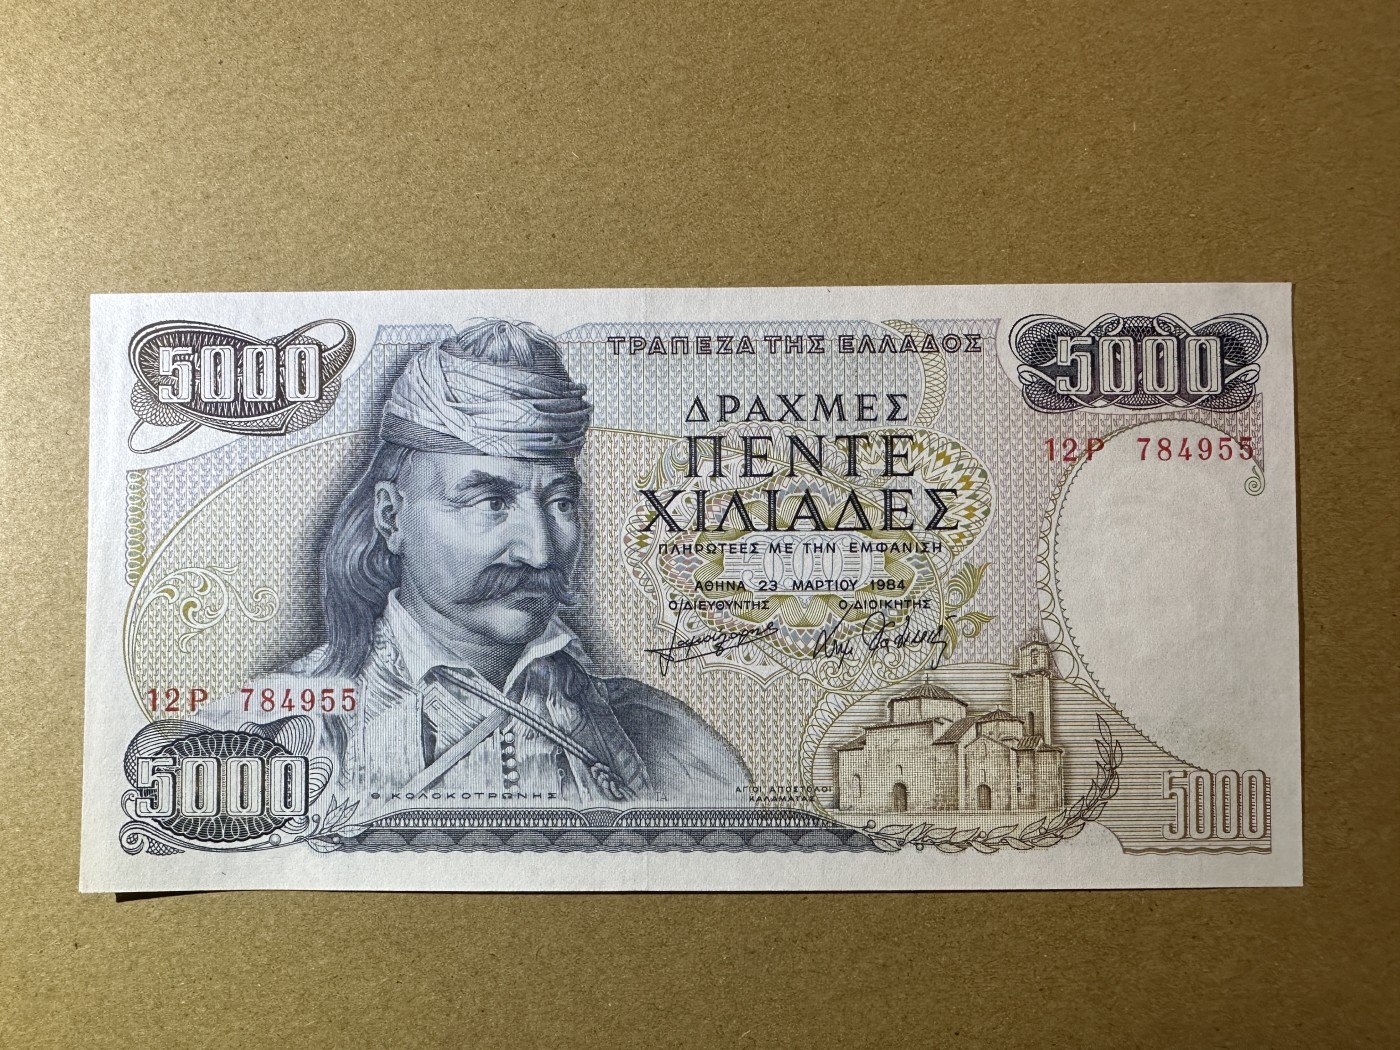 5000
ΤΡΑΠΕΖΑ ΤΗΣ ΕΛΛΑΔΟΣ
5000
ΔΡΑΧΜΕΣ
ΠΕΝΤΕ
ΧΙΛΙΑΔΕΣ
12Ρ 784955
5000
ΠΛΗΡΩΤΕΕΣ ΜΕ ΤΗΝ ΕΜΦΑΝΙΣΗ
ΑΘΗΝΑ 23 ΜΑΡΤΙΟΥ 1984
Ο ΔΙΕΥΘΥΝΤΗΣ
Ο ΔΙΟΙΚΗΤΗΣ
12Ρ 784955
5000
Θ. ΚΟΛΟΚΟΤΡΩΝΗΣ
ΑΓΙΟΙ ΑΠΟΣΤΟΛΟΙ
ΚΑΛΑΜΑΤΑΣ
5000